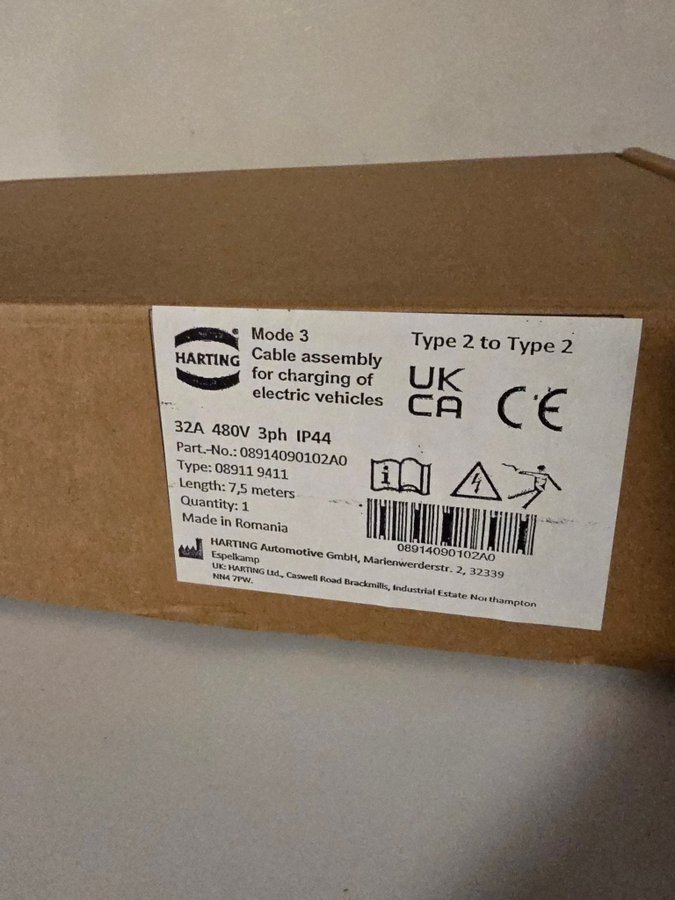 HARTING
Mode 3
Cable assembly
for charging of
electric vehicles
Type 2 to Type 2
UK
CA
CE
32A 480V 3ph IP44
Part.-No.: 08914090102A0
Type: 08911 9411
Length: 7,5 meters
Quantity: 1
Made in Romania
08914090102A0
HARTING Automotive GmbH, Marienwerderstr. 2, 32339
Espelkamp
UK: HARTING Ltd., Caswell Road Brackmills, Industrial Estate Northampton
NN4 7PW.